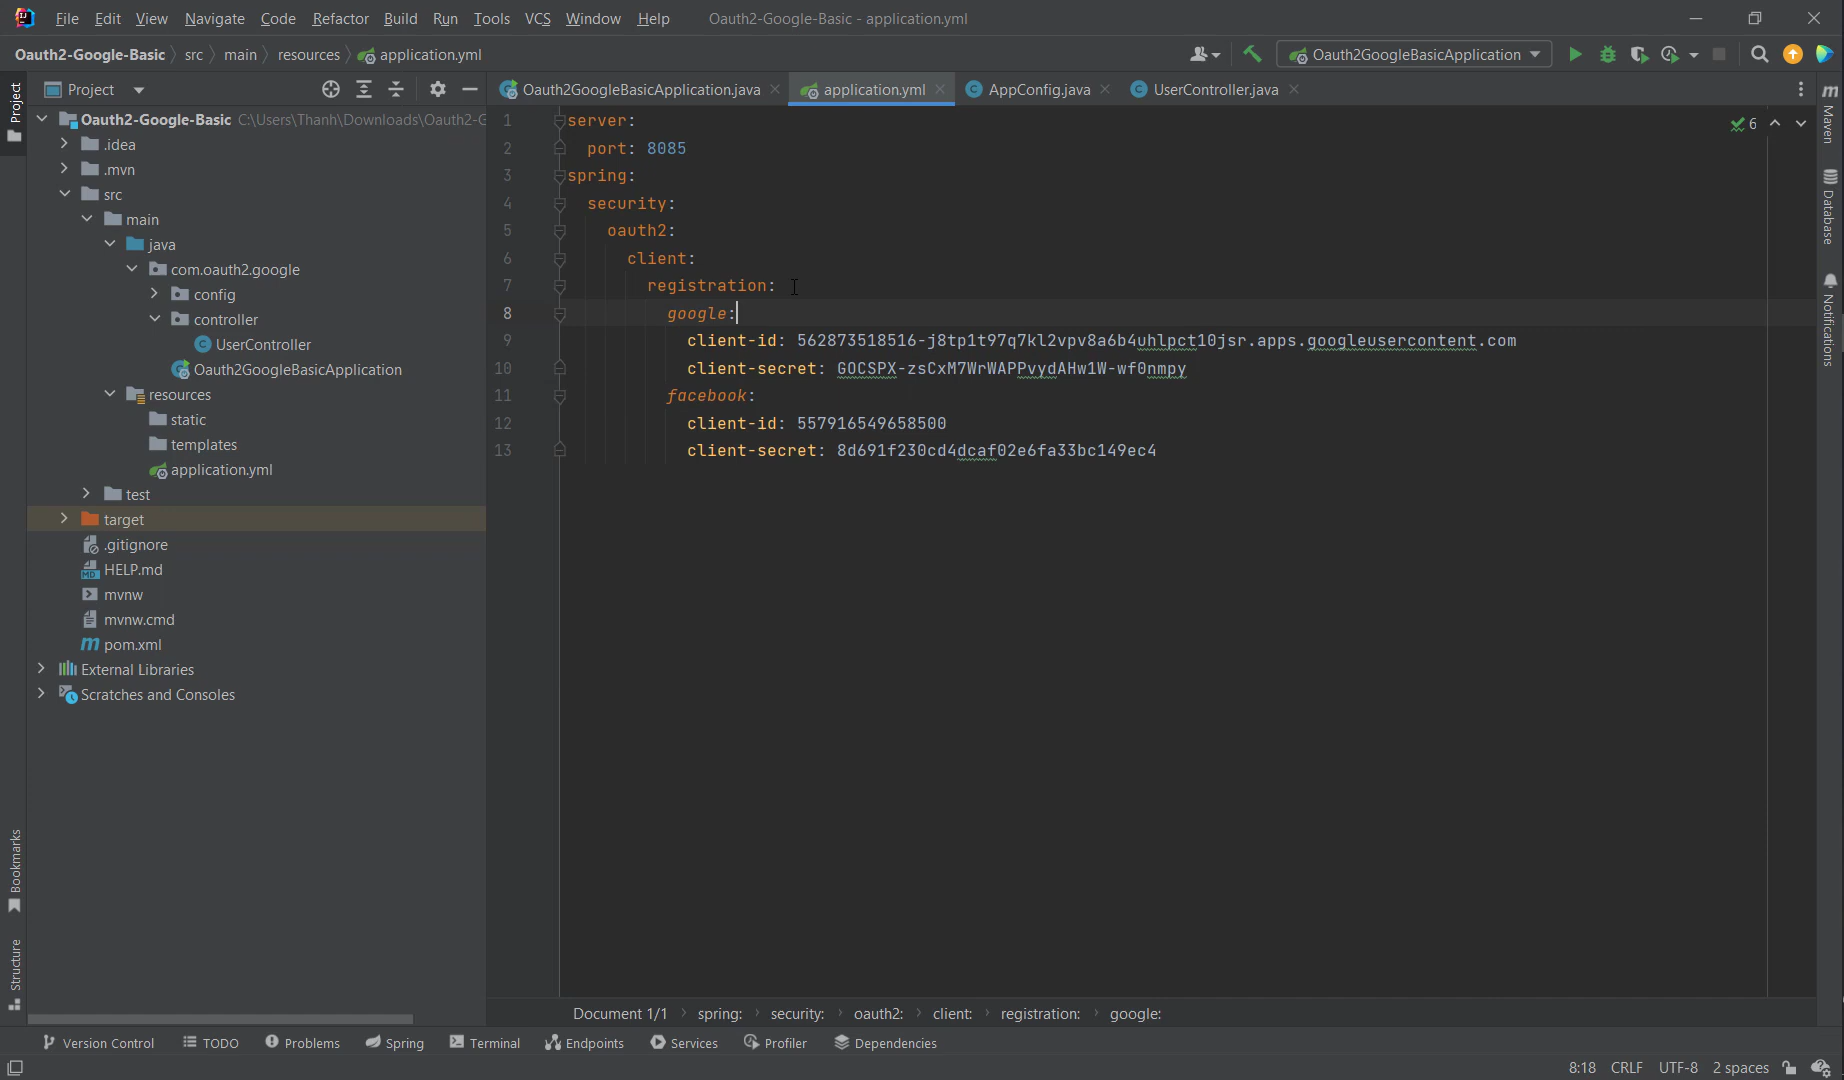 File Edit View Navigate Code Refactor Build Run Tools VCS Window Help Oauth2-Google-Basic - application.yml
Oauth2-Google-Basic src main resources application.yml Oauth2GoogleBasicApplication
Project
Oauth2GoogleBasicApplication.java application.yml AppConfig.java UserController.java
Oauth2-Google-Basic C:\Users\Thanh\Downloads\Oauth2-G
.idea
.mvn
src
main
java
com.oauth2.google
config
controller
UserController
Oauth2GoogleBasicApplication
resources
static
templates
application.yml
test
target
.gitignore
HELP.md
mvnw
mvnw.cmd
pom.xml
External Libraries
Scratches and Consoles
1 server:
2 port: 8085
3 spring:
4 security:
5 oauth2:
6 client:
7 registration:
8 google:
9 client-id: 562873518516-j8tp1t97q7kl2vpv8a6b4uhlpct10jsr.apps.googleusercontent.com
10 client-secret: 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
11 facebook:
12 client-id: 557916549658500
13 client-secret: 8d691f230cd4dcaf02e6fa33bc149ec4
6
Project
Bookmarks
Structure
Maven
Database
Notifications
Document 1/1 spring: security: oauth2: client: registration: google:
Version Control TODO Problems Spring Terminal Endpoints Services Profiler Dependencies
8:18 CRLF UTF-8 2 spaces